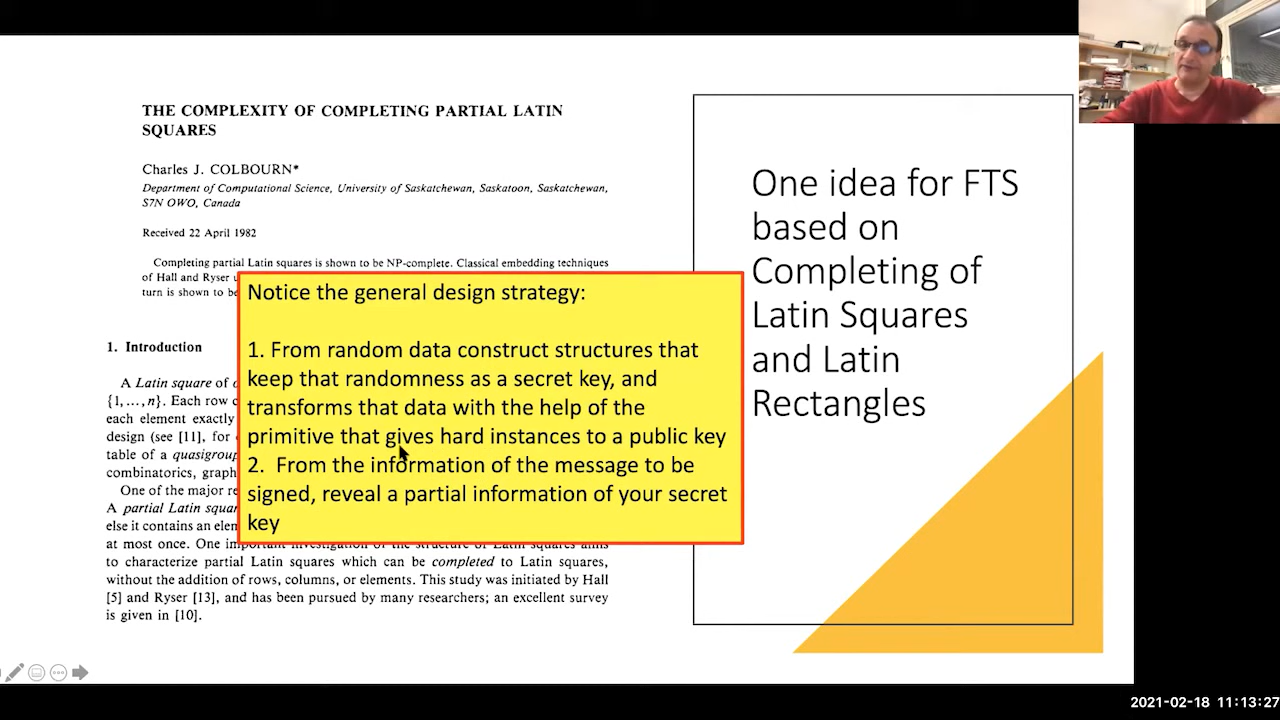 THE COMPLEXITY OF COMPLETING PARTIAL LATIN
SQUARES
Charles J. COLBOURN*
Department of Computational Science, University of Saskatchewan, Saskatoon, Saskatchewan,
S7N OWO, Canada
Received 22 April 1982
Completing partial Latin squares is shown to be NP-complete. Classical embedding techniques
of Hall and Ryser
turn is shown to be
1. Introduction
A Latin square of
{1,...,n}. Each row
each element exactly
design (see [11], for
table of a quasigroup
combinatorics, graph
One of the major
A partial Latin square
else it contains an
at most once. One important investigation of the structure of Latin squares aims
to characterize partial Latin squares which can be completed to Latin squares,
without the addition of rows, columns, or elements. This study was initiated by Hall
[5] and Ryser [13], and has been pursued by many researchers; an excellent survey
is given in [10].
Notice the general design strategy:
1. From random data construct structures that
keep that randomness as a secret key, and
transforms that data with the help of the
primitive that gives hard instances to a public key
2. From the information of the message to be
signed, reveal a partial information of your secret
key
One idea for FTS
based on
Completing of
Latin Squares
and Latin
Rectangles
2021-02-18 11:13:27